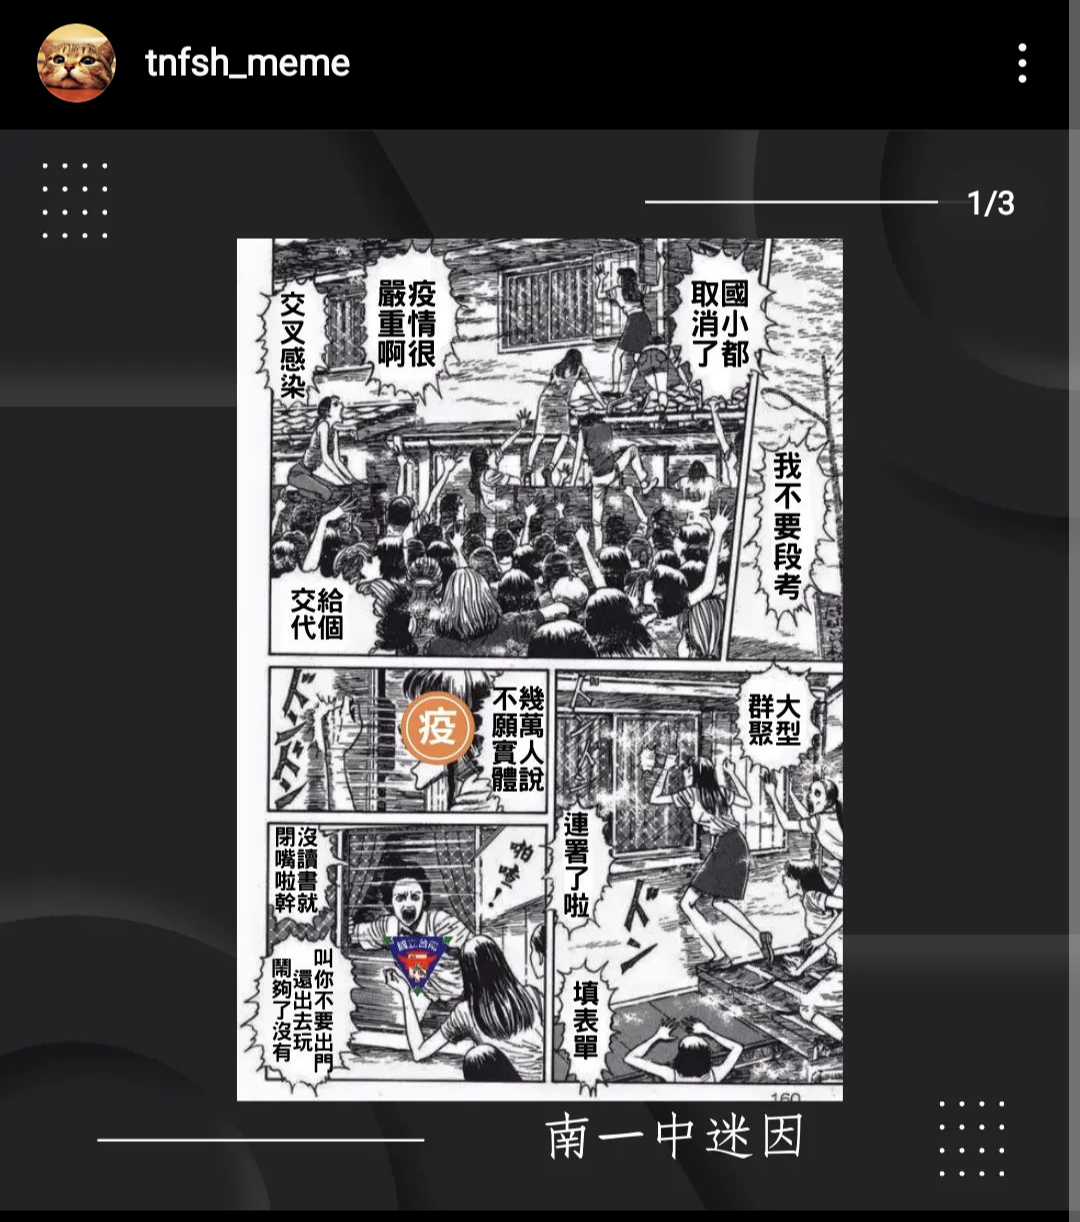 tnfsh_meme
1/3
我不要段考
國小都
取消了
疫情很
嚴重啊
交叉感染
給個
交代
大型
群聚
連署了啦
ドン
填表單
幾萬人說
不願實體
疫
ドンドン
啪
喳!
沒讀書就
閉嘴啦幹
叫你不要出門
還出去玩
鬧夠了沒有
160
南一中迷因